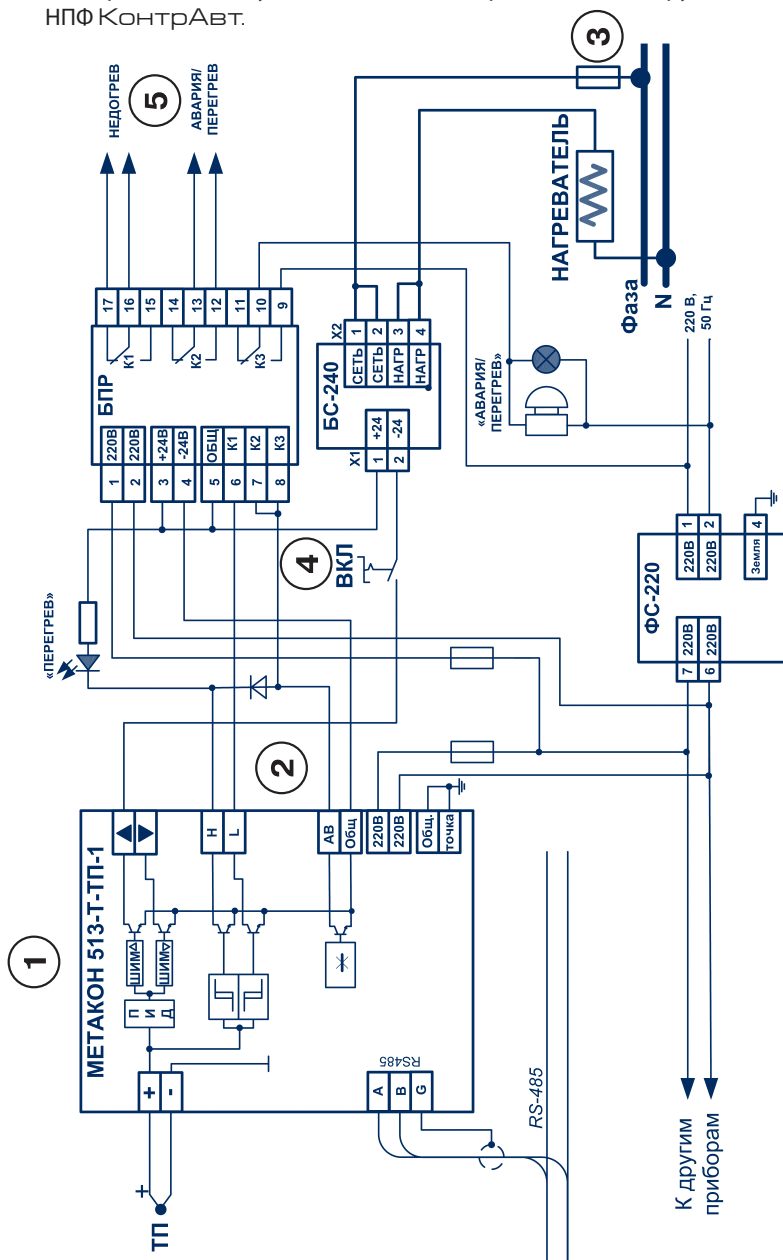 НПФ КонтрАвт.
1
2
3
4
5
НЕДОГРЕВ
АВАРИЯ/
ПЕРЕГРЕВ
НАГРЕВАТЕЛЬ
Фаза
N
220 В,
50 Гц
БПР
17
16
15
14
13
12
11
10
9
К1
К2
К3
220В
220В
+24В
-24В
ОБЩ
К1
К2
К3
1
2
3
4
5
6
7
8
БС-240
X2
1
2
3
4
СЕТЬ
СЕТЬ
НАГР
НАГР
X1
+24
-24
1
2
«АВАРИЯ/
ПЕРЕГРЕВ»
ВКЛ
«ПЕРЕГРЕВ»
ФС-220
1
2
4
220В
220В
Земля
7
6
220В
220В
МЕТАКОН 513-Т-ТП-1
П
И
Д
ШИМ
ШИМ
H
L
АВ
Общ
220В
220В
Общ.
точка
+
-
+
ТП
RS485
A
B
G
RS-485
К другим
приборам